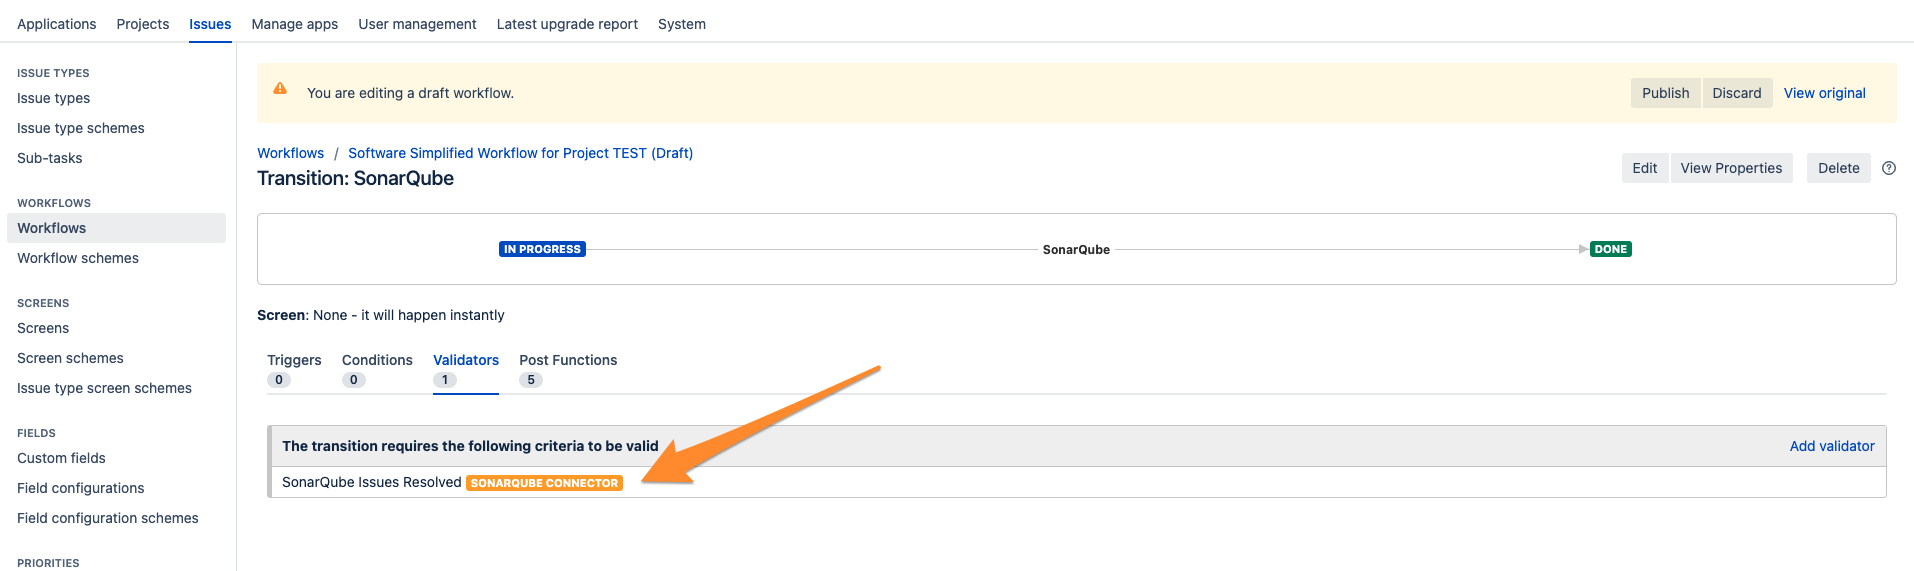 Applications Projects Issues Manage apps User management Latest upgrade report System
ISSUE TYPES
Issue types
Issue type schemes
Sub-tasks
WORKFLOWS
Workflows
Workflow schemes
SCREENS
Screens
Screen schemes
Issue type screen schemes
FIELDS
Custom fields
Field configurations
Field configuration schemes
PRIORITIES
You are editing a draft workflow. Publish Discard View original
Workflows / Software Simplified Workflow for Project TEST (Draft)
Transition: SonarQube
Edit View Properties Delete
IN PROGRESS SonarQube DONE
Screen: None - it will happen instantly
Triggers Conditions Validators Post Functions
0 0 1 5
The transition requires the following criteria to be valid Add validator
SonarQube Issues Resolved SONARQUBE CONNECTOR